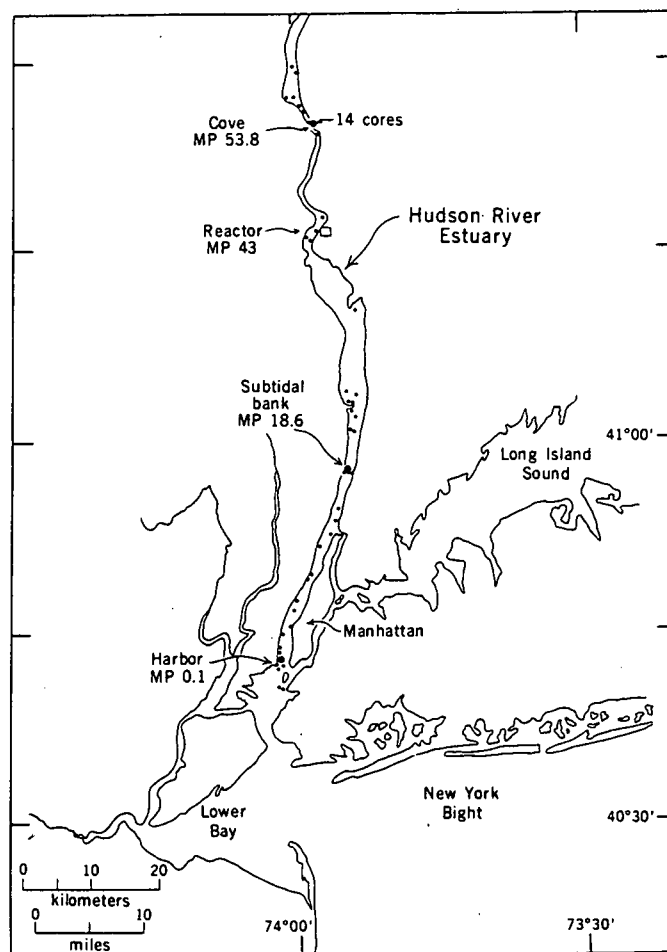 14 cores
Cove
MP 53.8
Reactor
MP 43
Hudson River
Estuary
Subtidal
bank
MP 18.6
41°00'
Long Island
Sound
Manhattan
Harbor
MP 0.1
New York
Bight
Lower
Bay
40°30'
0 10 20
kilometers
0 10
miles
74°00'
73°30'